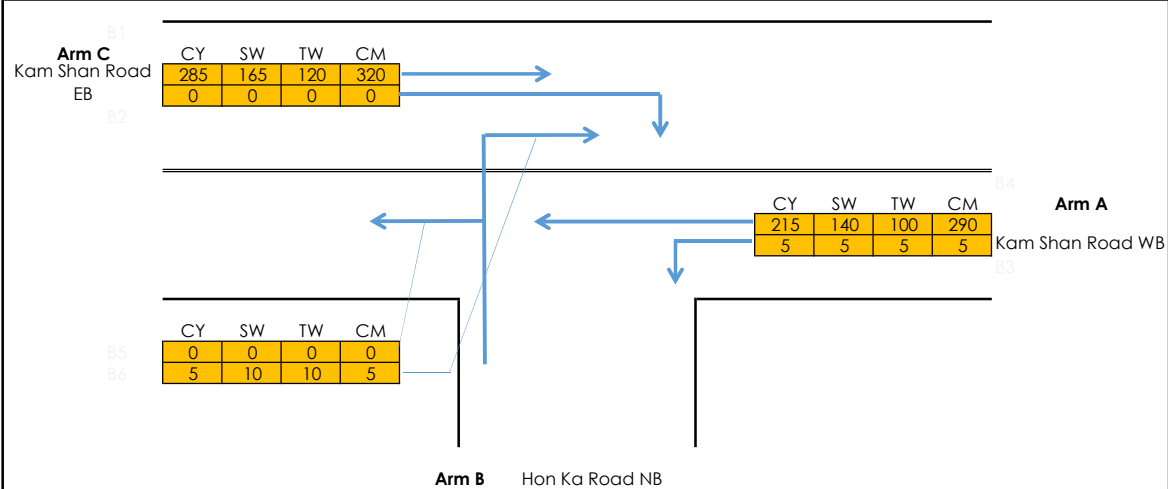 B1
Arm C
Kam Shan Road
EB
B2
CY SW TW CM
285 165 120 320
0 0 0 0
B4
CY SW TW CM
215 140 100 290
5 5 5 5
Arm A
Kam Shan Road WB
B3
CY SW TW CM
B5 0 0 0 0
B6 5 10 10 5
Arm B Hon Ka Road NB